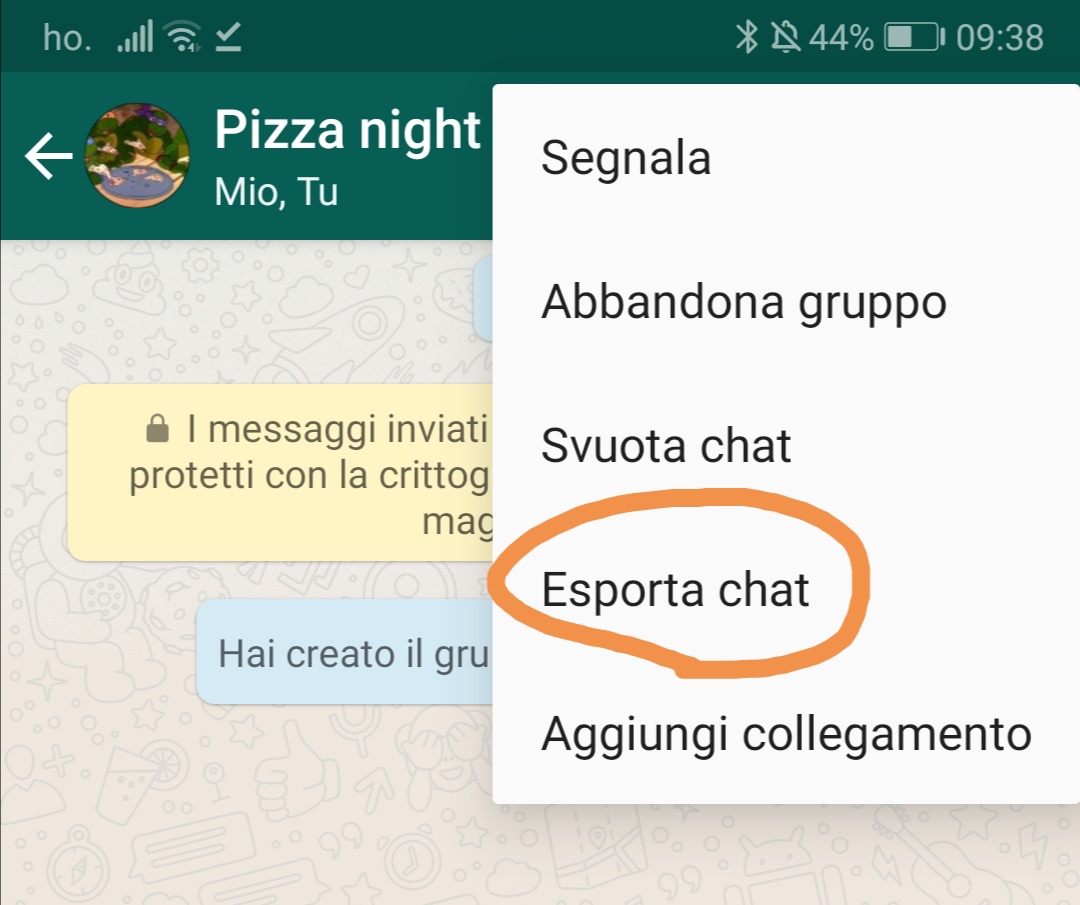 ho. 44% 09:38
Pizza night
Mio, Tu
I messaggi inviati
protetti con la crittog
mag
Hai creato il gru
Segnala
Abbandona gruppo
Svuota chat
Esporta chat
Aggiungi collegamento